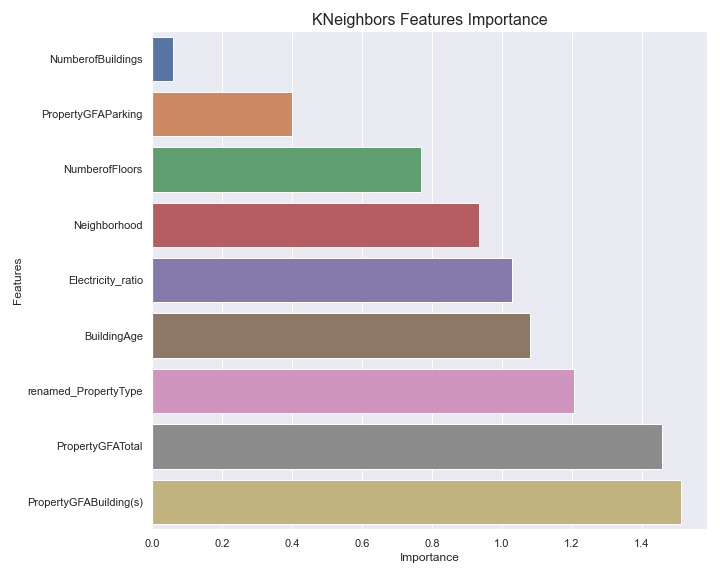 KNeighbors Features Importance
NumberofBuildings
PropertyGFAParking
NumberofFloors
Neighborhood
Electricity_ratio
BuildingAge
renamed_PropertyType
PropertyGFATotal
PropertyGFABuilding(s)
Features
0.0 0.2 0.4 0.6 0.8 1.0 1.2 1.4
Importance